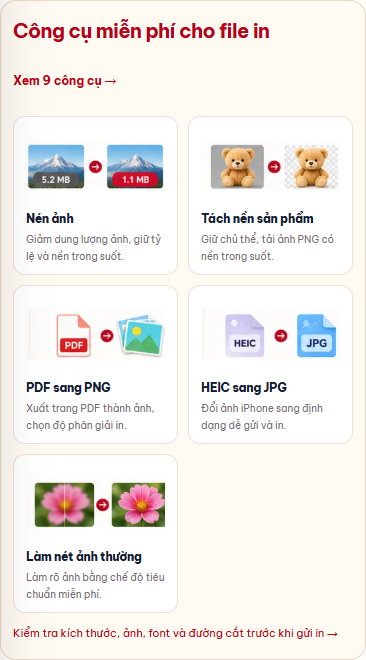 Công cụ miễn phí cho file in
Xem 9 công cụ →
5.2 MB
1.1 MB
Nén ảnh
Giảm dung lượng ảnh, giữ tỷ
lệ và nền trong suốt.
Tách nền sản phẩm
Giữ chủ thể, tải ảnh PNG có
nền trong suốt.
PDF
PDF sang PNG
Xuất trang PDF thành ảnh,
chọn độ phân giải in.
HEIC
JPG
HEIC sang JPG
Đổi ảnh iPhone sang định
dạng dễ gửi và in.
Làm nét ảnh thường
Làm rõ ảnh bằng chế độ tiêu
chuẩn miễn phí.
Kiểm tra kích thước, ảnh, font và đường cắt trước khi gửi in →